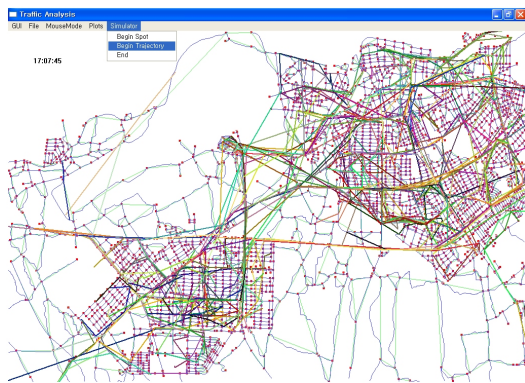 Traffic Analysis
GUI File MouseMode Plots Simulator
Begin Spot
Begin Trajectory
End
17:07:45